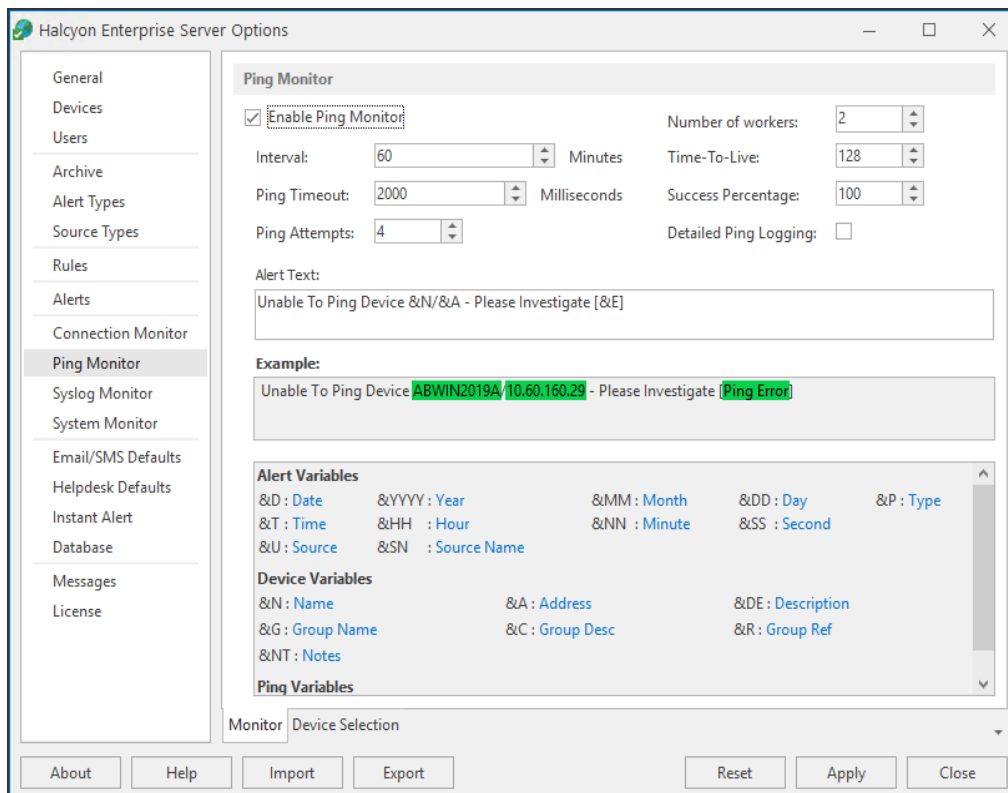 Halcyon Enterprise Server Options
General
Devices
Users
Archive
Alert Types
Source Types
Rules
Alerts
Connection Monitor
Ping Monitor
Syslog Monitor
System Monitor
Email/SMS Defaults
Helpdesk Defaults
Instant Alert
Database
Messages
License
Ping Monitor
Enable Ping Monitor
Number of workers: 2
Interval: 60 Minutes
Time-To-Live: 128
Ping Timeout: 2000 Milliseconds
Success Percentage: 100
Ping Attempts: 4
Detailed Ping Logging:
Alert Text:
Unable To Ping Device &N/&A - Please Investigate [&E]
Example:
Unable To Ping Device ABWIN2019A/10.60.160.29 - Please Investigate [Ping Error]
Alert Variables
&D : Date &YYYY : Year &MM : Month &DD : Day &P : Type
&T : Time &HH : Hour &NN : Minute &SS : Second
&U : Source &SN : Source Name
Device Variables
&N : Name &A : Address &DE : Description
&G : Group Name &C : Group Desc &R : Group Ref
&NT : Notes
Ping Variables
Monitor Device Selection
About Help Import Export Reset Apply Close